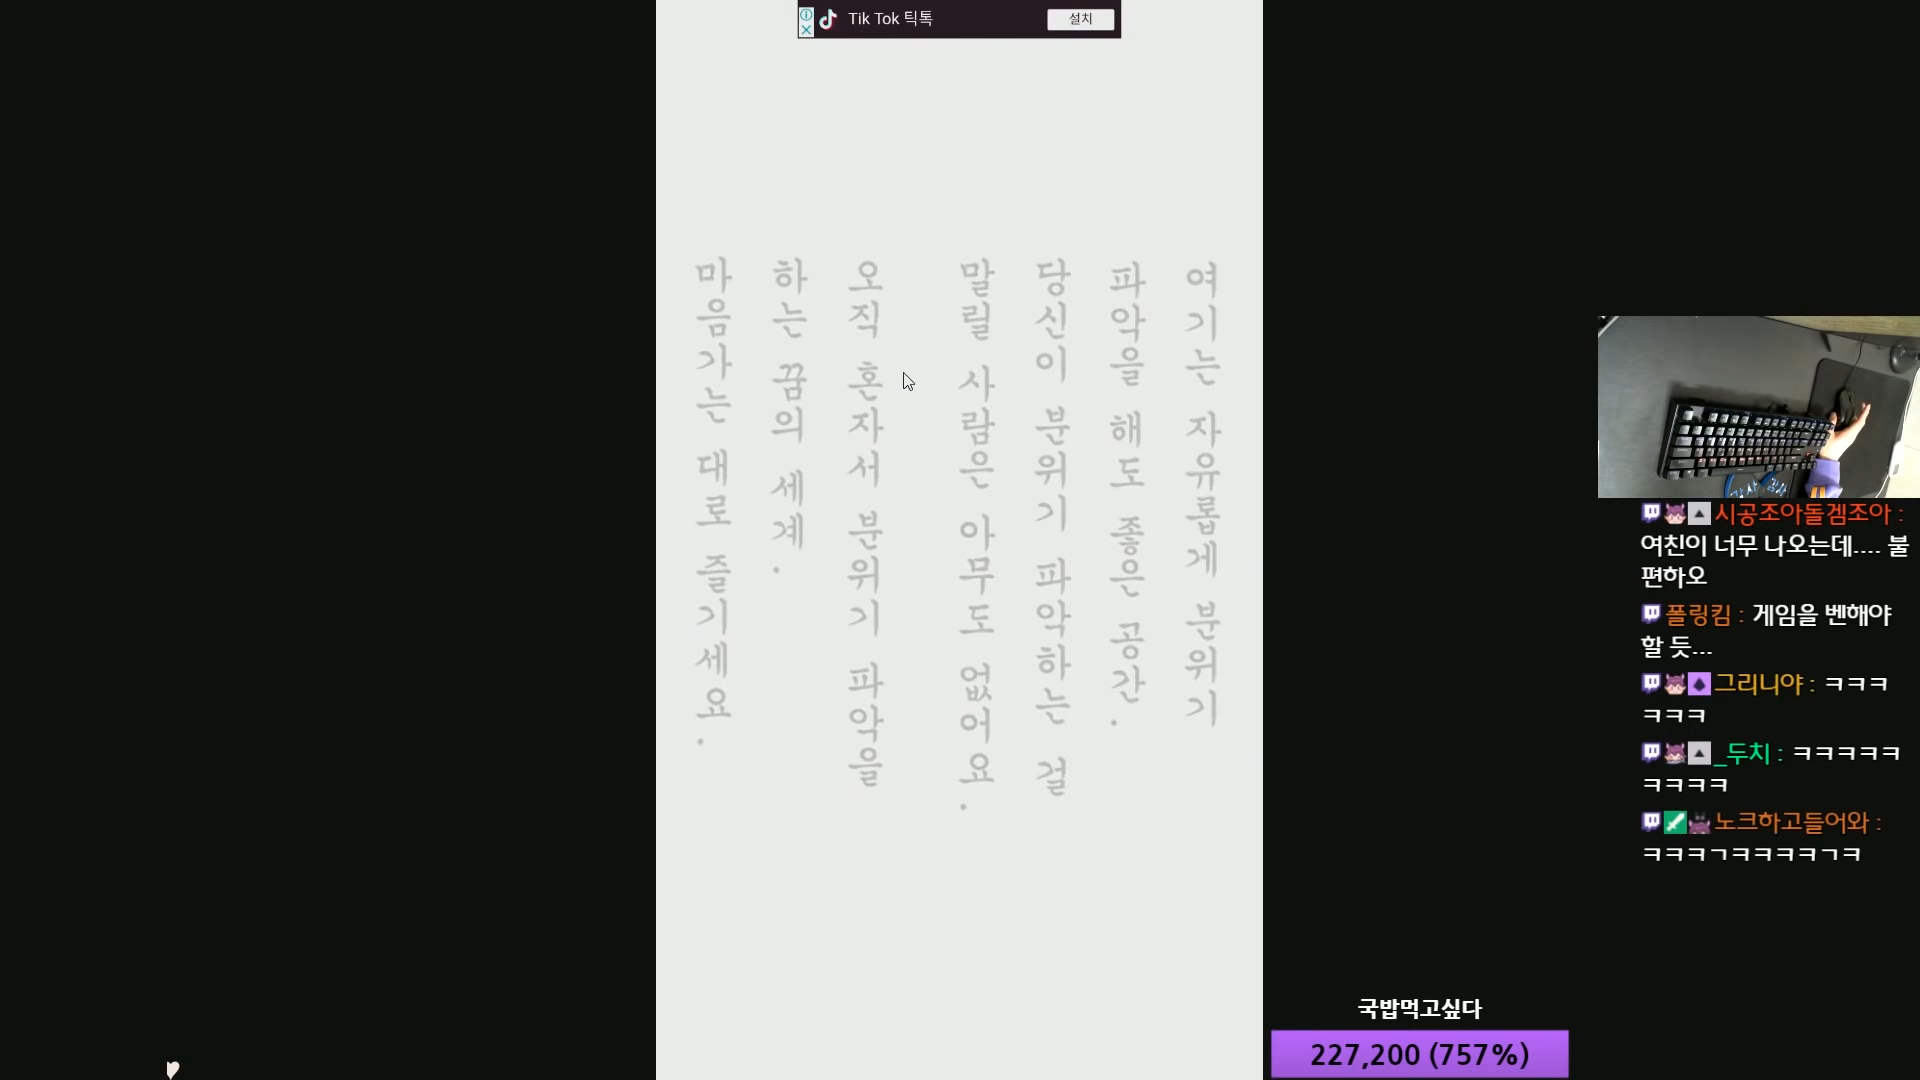 Tik Tok 틱톡
설치
여기는 자유롭게 분위기
파악을 해도 좋은 공간.
당신이 분위기 파악하는 걸
말릴 사람은 아무도 없어요.
오직 혼자서 분위기 파악을
하는 꿈의 세계.
마음가는 대로 즐기세요.
시공조아돌겜조아 :
여친이 너무 나오는데.... 불
편하오
폴링킴 : 게임을 벤해야
할 듯...
그리니야 : ㅋㅋㅋ
ㅋㅋㅋ
_두치 : ㅋㅋㅋㅋㅋ
ㅋㅋㅋㅋ
노크하고들어와 :
ㅋㅋㅋㄱㅋㅋㅋㅋㄱㅋ
국밥먹고싶다
227,200 (757%)